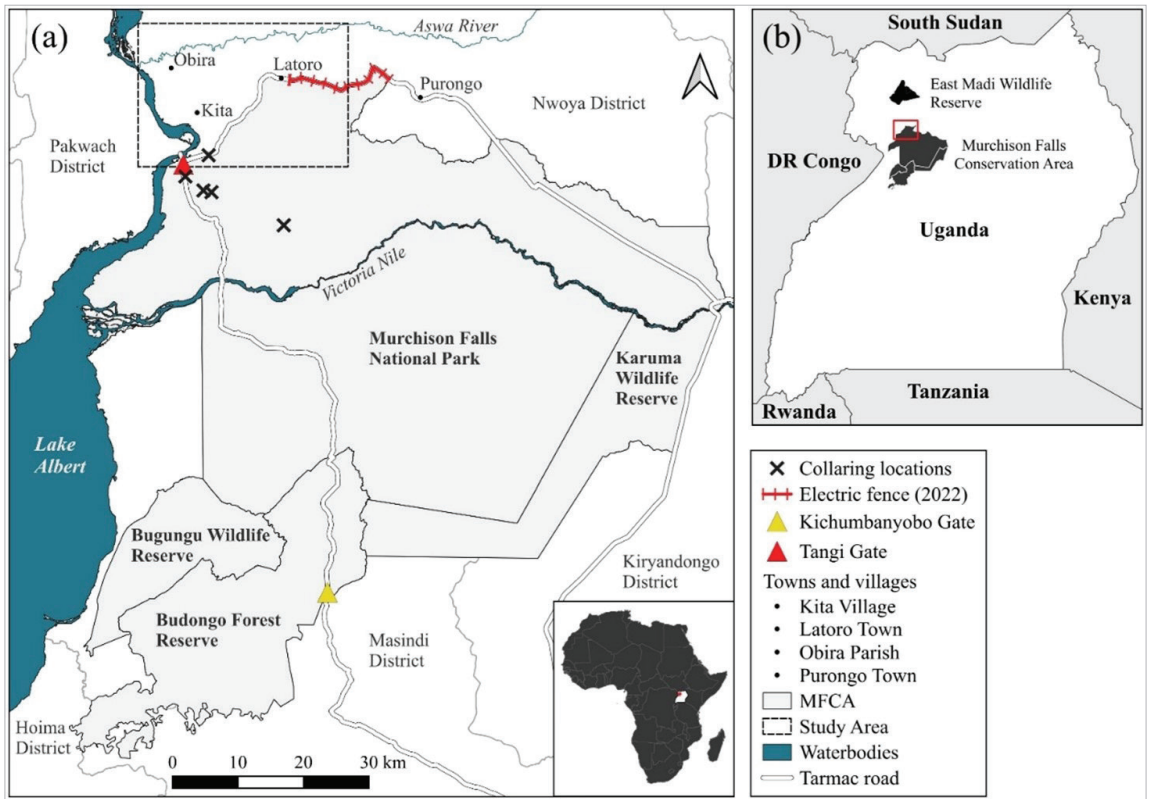 (a)
Aswa River
Obira
Latoro
Purongo
Kita
Nwoya District
Pakwach
District
Victoria Nile
Murchison Falls
National Park
Karuma
Wildlife
Reserve
Lake
Albert
Bugungu Wildlife
Reserve
Budongo Forest
Reserve
Kiryandongo
District
Masindi
District
Hoima
District
0 10 20 30 km
(b)
South Sudan
East Madi Wildlife
Reserve
DR Congo
Murchison Falls
Conservation Area
Uganda
Kenya
Tanzania
Rwanda
Collaring locations
Electric fence (2022)
Kichumbanyobo Gate
Tangi Gate
Towns and villages
Kita Village
Latoro Town
Obira Parish
Purongo Town
MFCA
Study Area
Waterbodies
Tarmac road